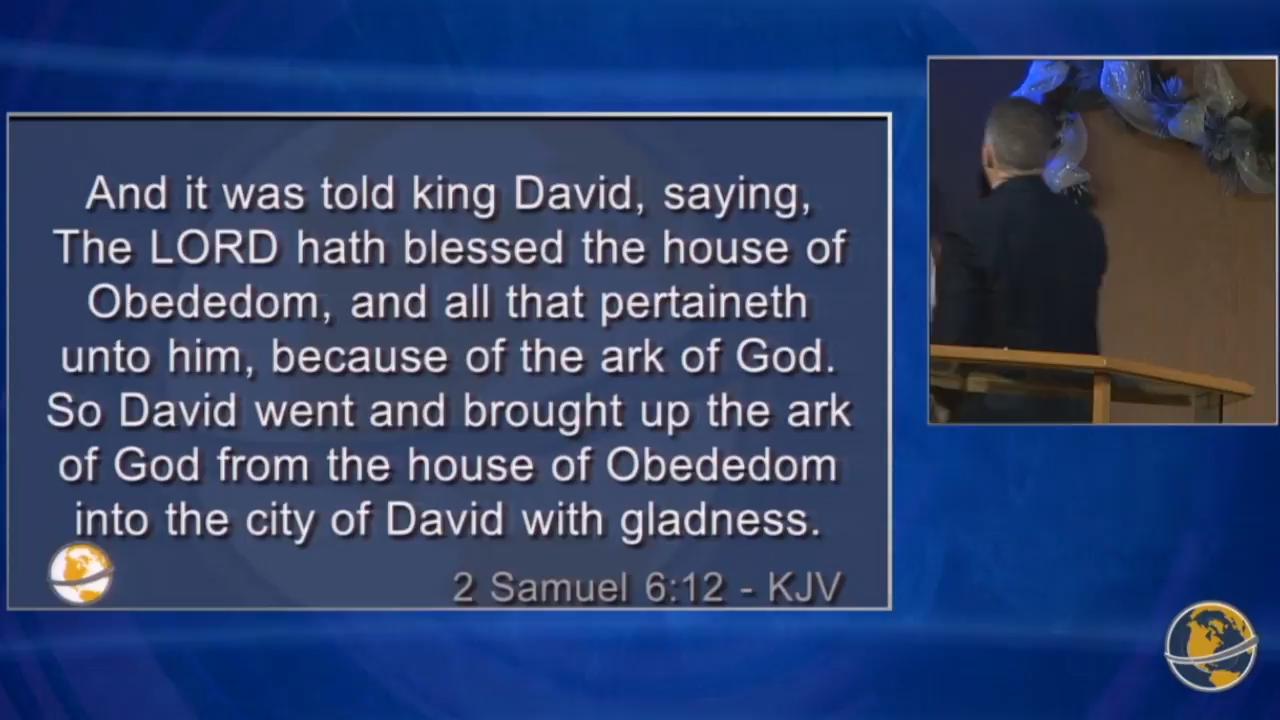 And it was told king David, saying,
The LORD hath blessed the house of
Obededom, and all that pertaineth
unto him, because of the ark of God.
So David went and brought up the ark
of God from the house of Obededom
into the city of David with gladness.
2 Samuel 6:12 - KJV